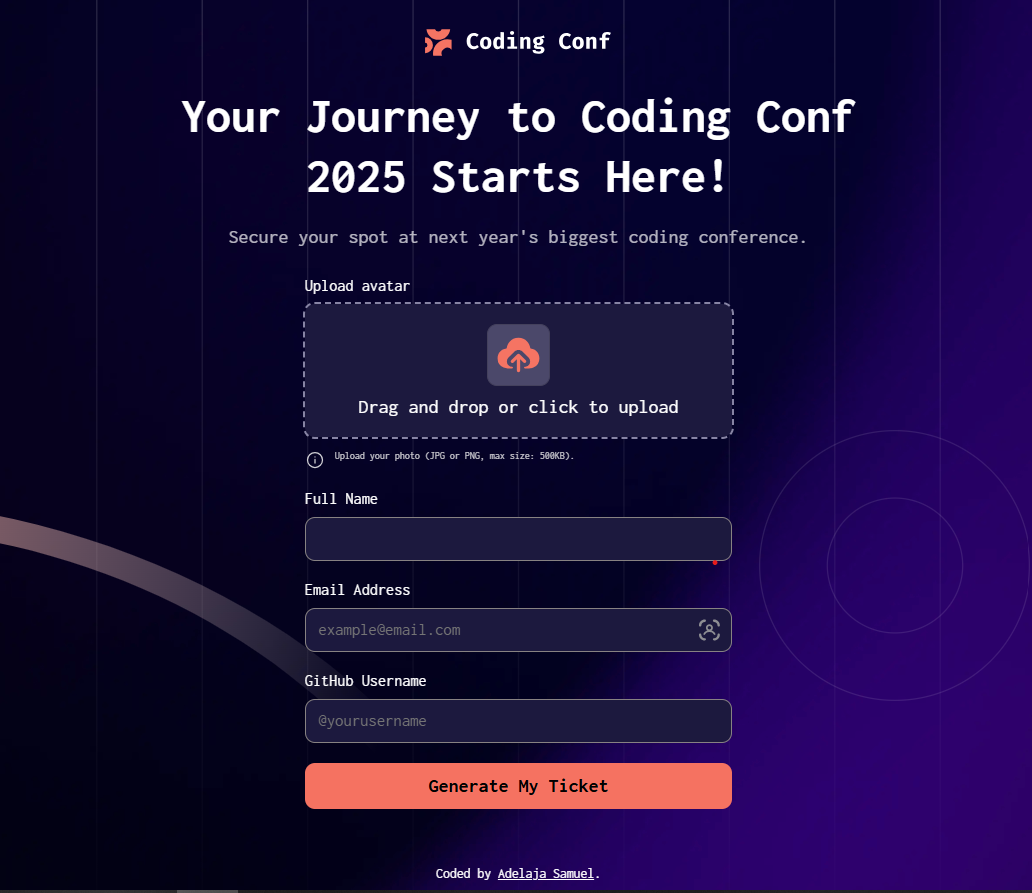 Coding Conf
Your Journey to Coding Conf
2025 Starts Here!
Secure your spot at next year's biggest coding conference.
Upload avatar
Drag and drop or click to upload
Upload your photo (JPG or PNG, max size: 500KB).
Full Name
Email Address
example@email.com
GitHub Username
@yourusername
Generate My Ticket
Coded by Adelaja Samuel.